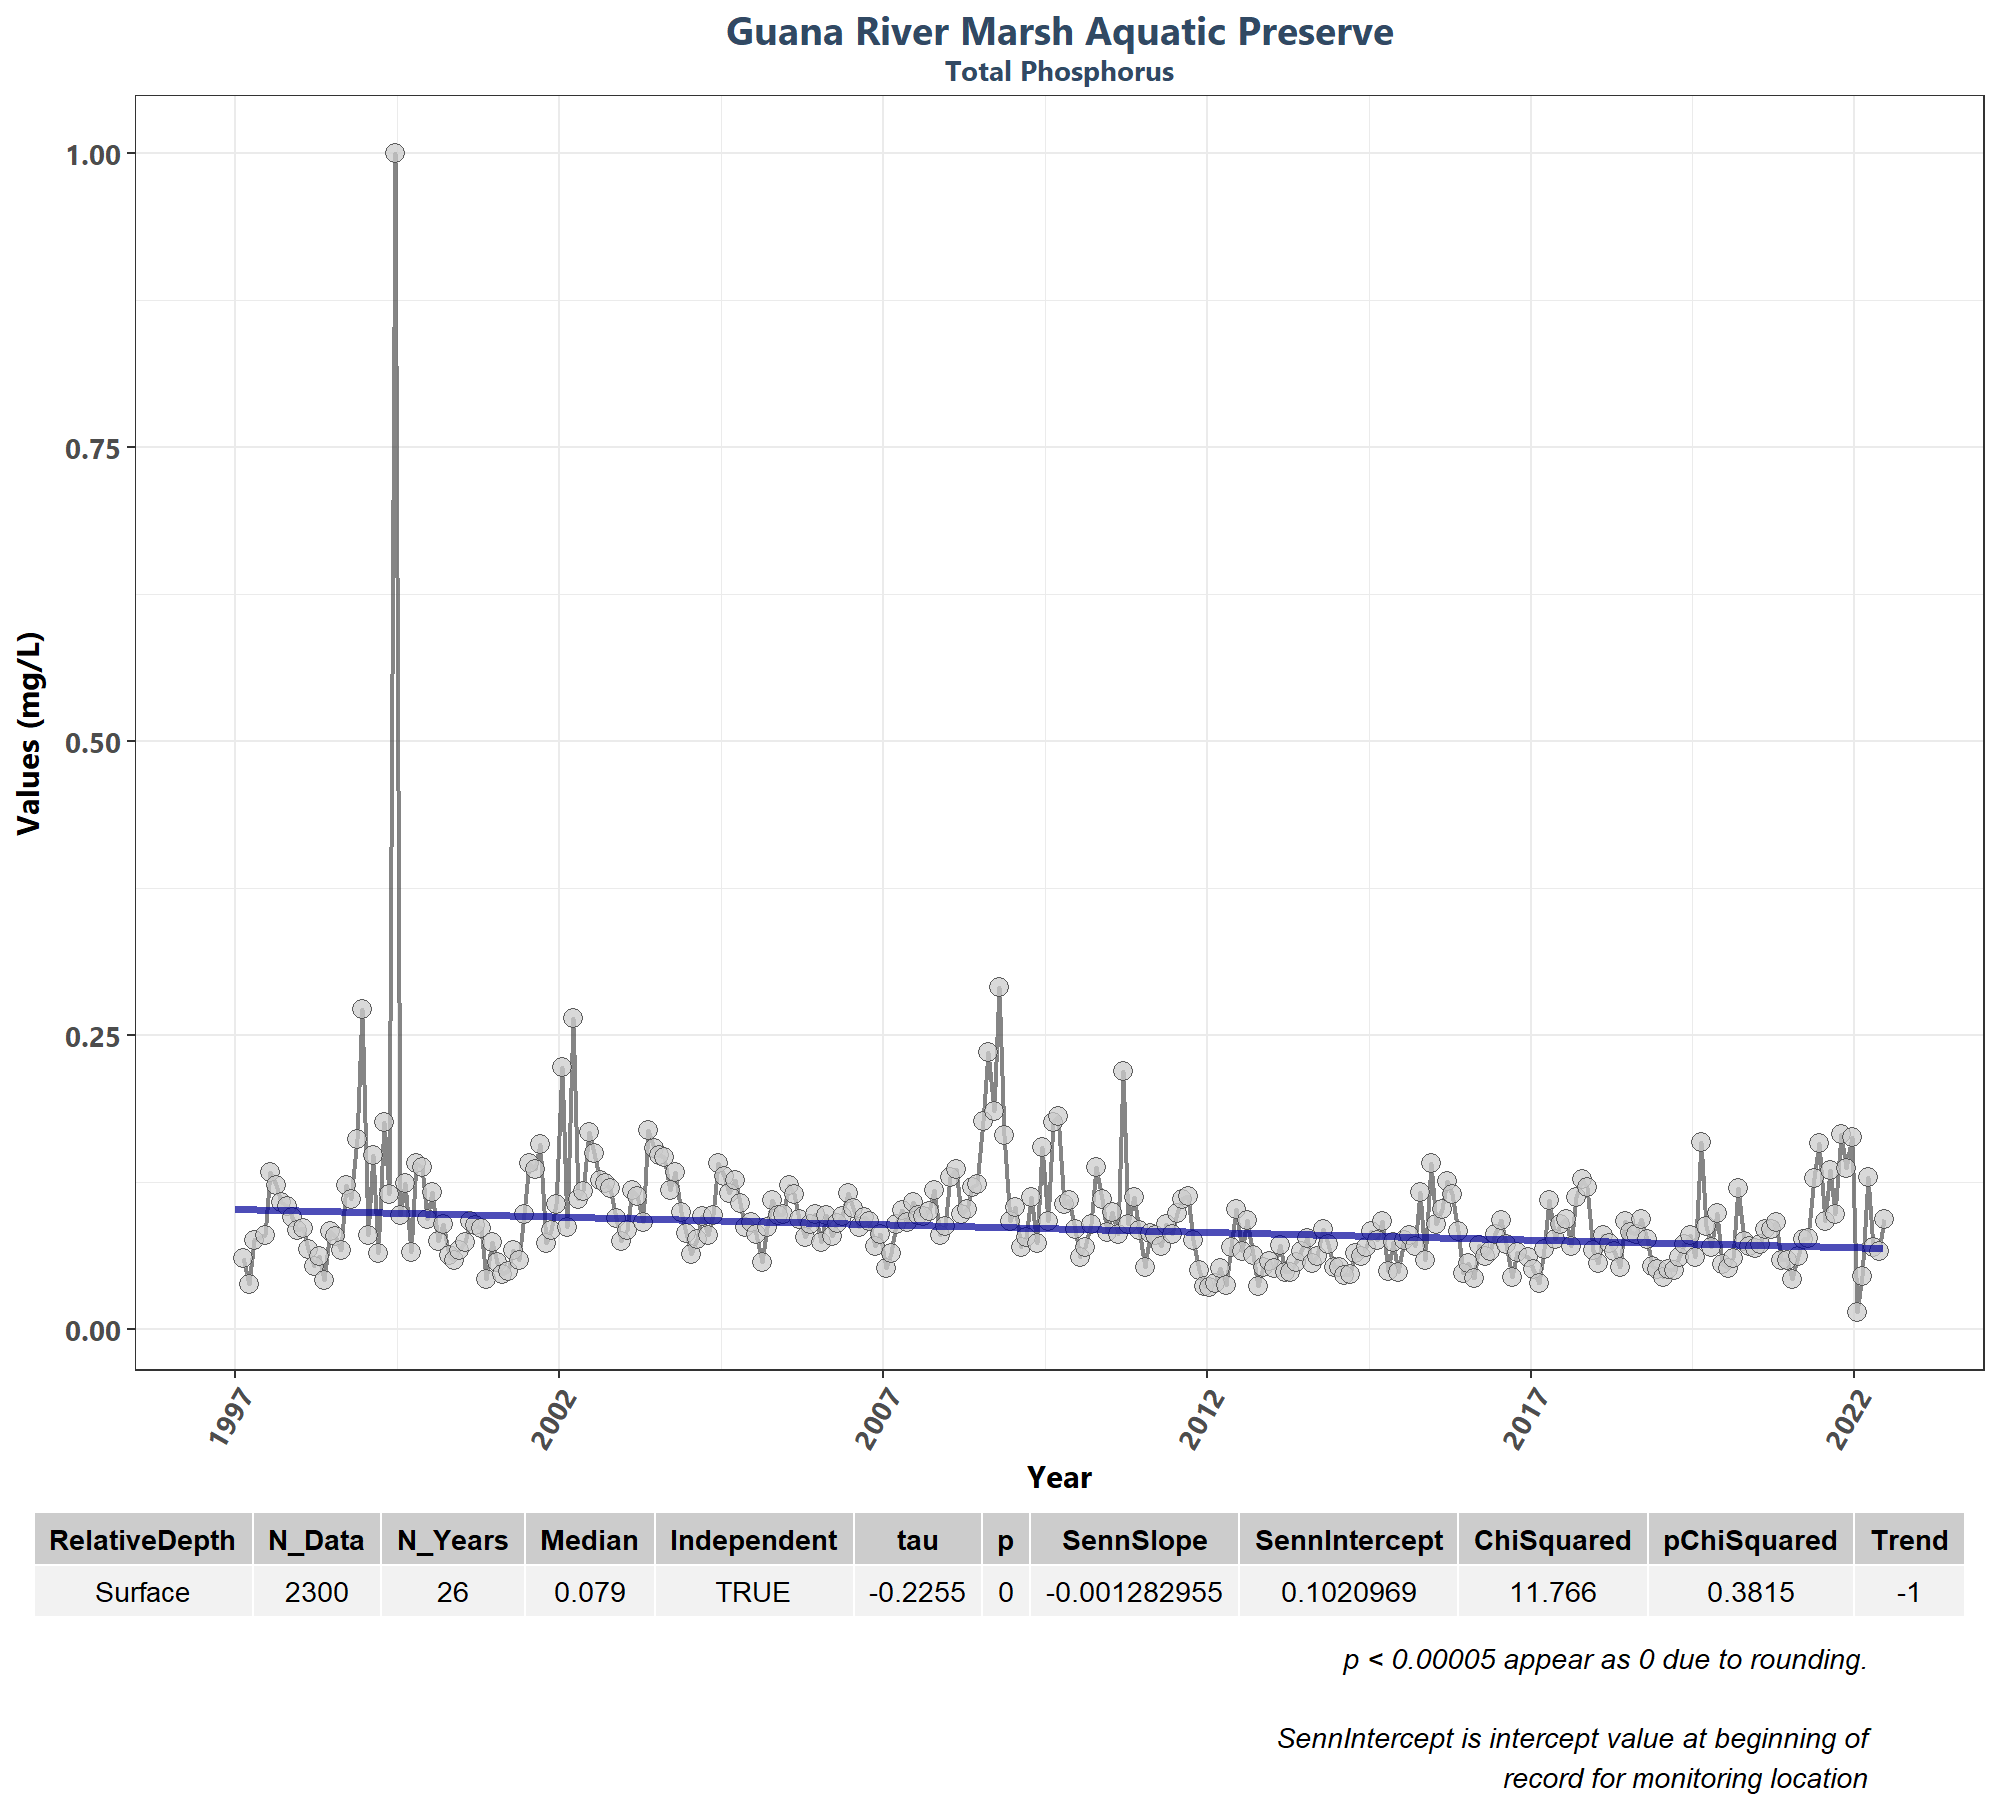 Guana River Marsh Aquatic Preserve
Total Phosphorus
1.00
0.75
0.50
0.25
0.00
Values (mg/L)
1997 2002 2007 2012 2017 2022
Year
RelativeDepth N_Data N_Years Median Independent tau p SennSlope SennIntercept ChiSquared pChiSquared Trend
Surface 2300 26 0.079 TRUE -0.2255 0 -0.001282955 0.1020969 11.766 0.3815 -1
p < 0.00005 appear as 0 due to rounding.
SennIntercept is intercept value at beginning of
record for monitoring location